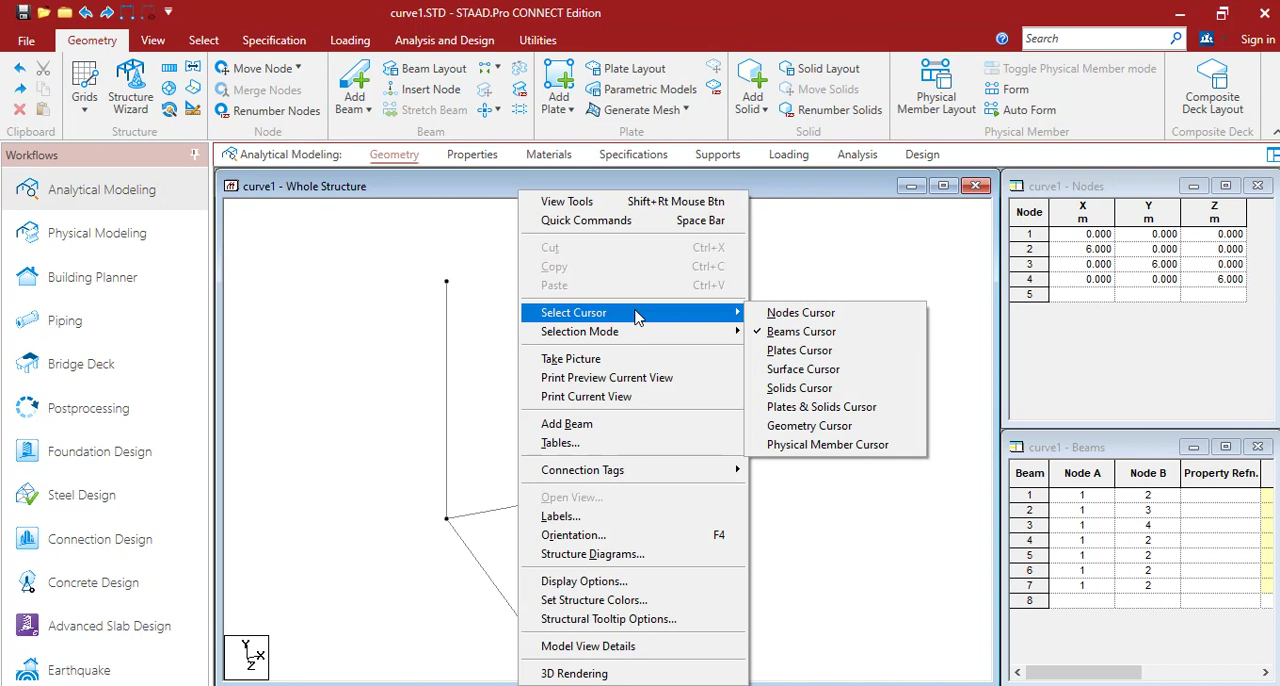 curve1.STD - STAAD.Pro CONNECT Edition
File Geometry View Select Specification Loading Analysis and Design Utilities Search Sign in
Grids Structure Wizard Clipboard Structure
Move Node
Merge Nodes
Renumber Nodes
Node
Add Beam
Beam Layout
Insert Node
Stretch Beam
Beam
Add Plate
Plate Layout
Parametric Models
Generate Mesh
Plate
Add Solid
Solid Layout
Move Solids
Renumber Solids
Solid
Physical Member Layout
Toggle Physical Member mode
Form
Auto Form
Physical Member
Composite Deck Layout
Composite Deck
Workflows
Analytical Modeling: Geometry Properties Materials Specifications Supports Loading Analysis Design
Analytical Modeling
Physical Modeling
Building Planner
Piping
Bridge Deck
Postprocessing
Foundation Design
Steel Design
Connection Design
Concrete Design
Advanced Slab Design
Earthquake
curve1 - Whole Structure
Y
X
Z
View Tools Shift+Rt Mouse Btn
Quick Commands Space Bar
Cut Ctrl+X
Copy Ctrl+C
Paste Ctrl+V
Select Cursor
Selection Mode
Take Picture
Print Preview Current View
Print Current View
Add Beam
Tables...
Connection Tags
Open View...
Labels...
Orientation... F4
Structure Diagrams...
Display Options...
Set Structure Colors...
Structural Tooltip Options...
Model View Details
3D Rendering
Nodes Cursor
Beams Cursor
Plates Cursor
Surface Cursor
Solids Cursor
Plates & Solids Cursor
Geometry Cursor
Physical Member Cursor
curve1 - Nodes
Node X m Y m Z m
1 0.000 0.000 0.000
2 6.000 0.000 0.000
3 0.000 6.000 0.000
4 0.000 0.000 6.000
5
curve1 - Beams
Beam Node A Node B Property Refn.
1 1 2
2 1 3
3 1 4
4 1 2
5 1 2
6 1 2
7 1 2
8